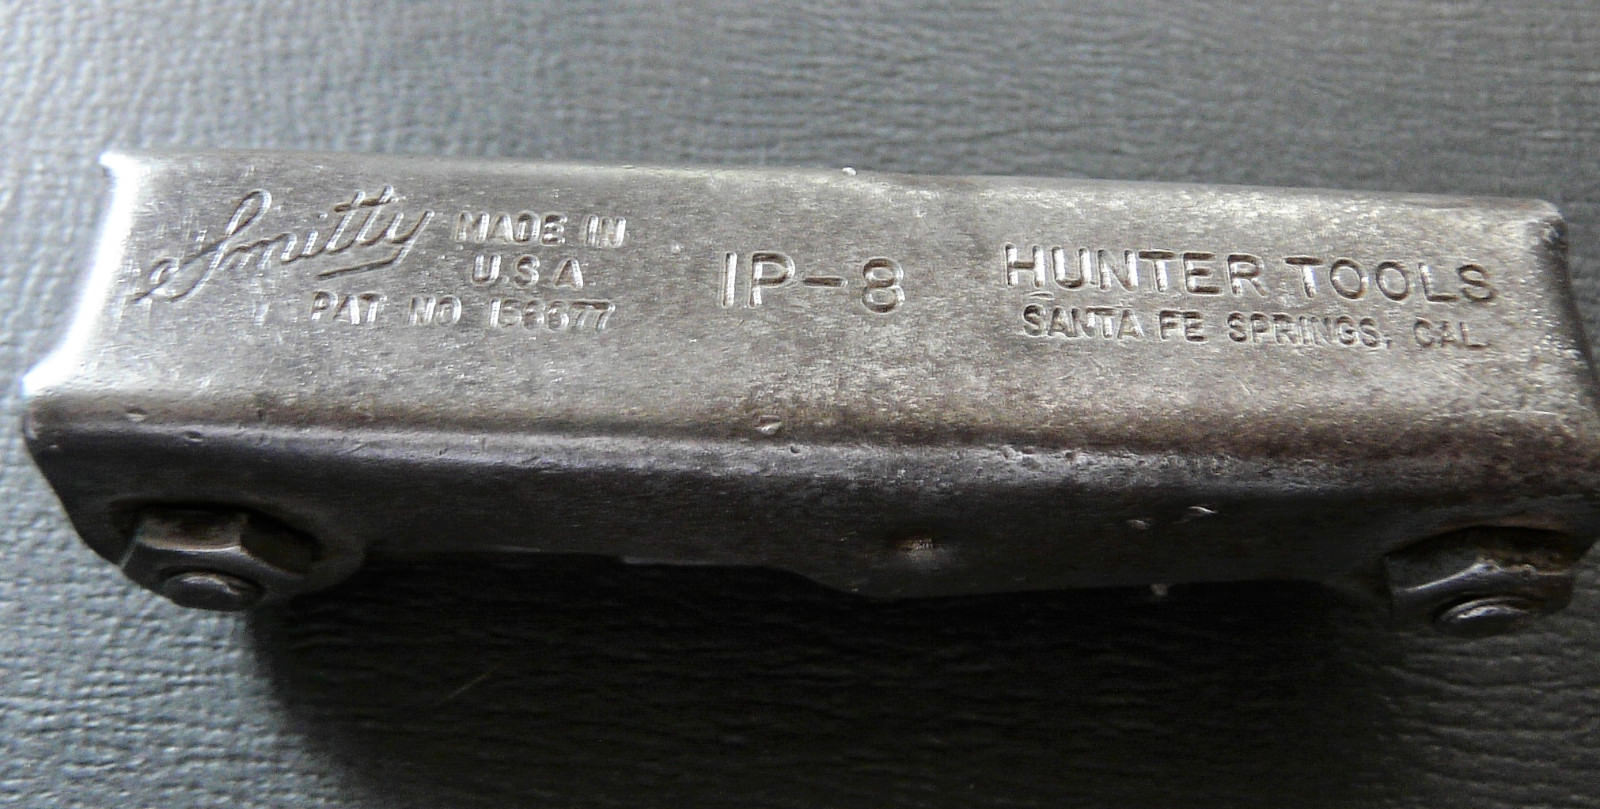 Smitty
MADE IN
U.S.A
PAT NO
IP-8
HUNTER TOOLS
SANTA FE SPRINGS, CAL.